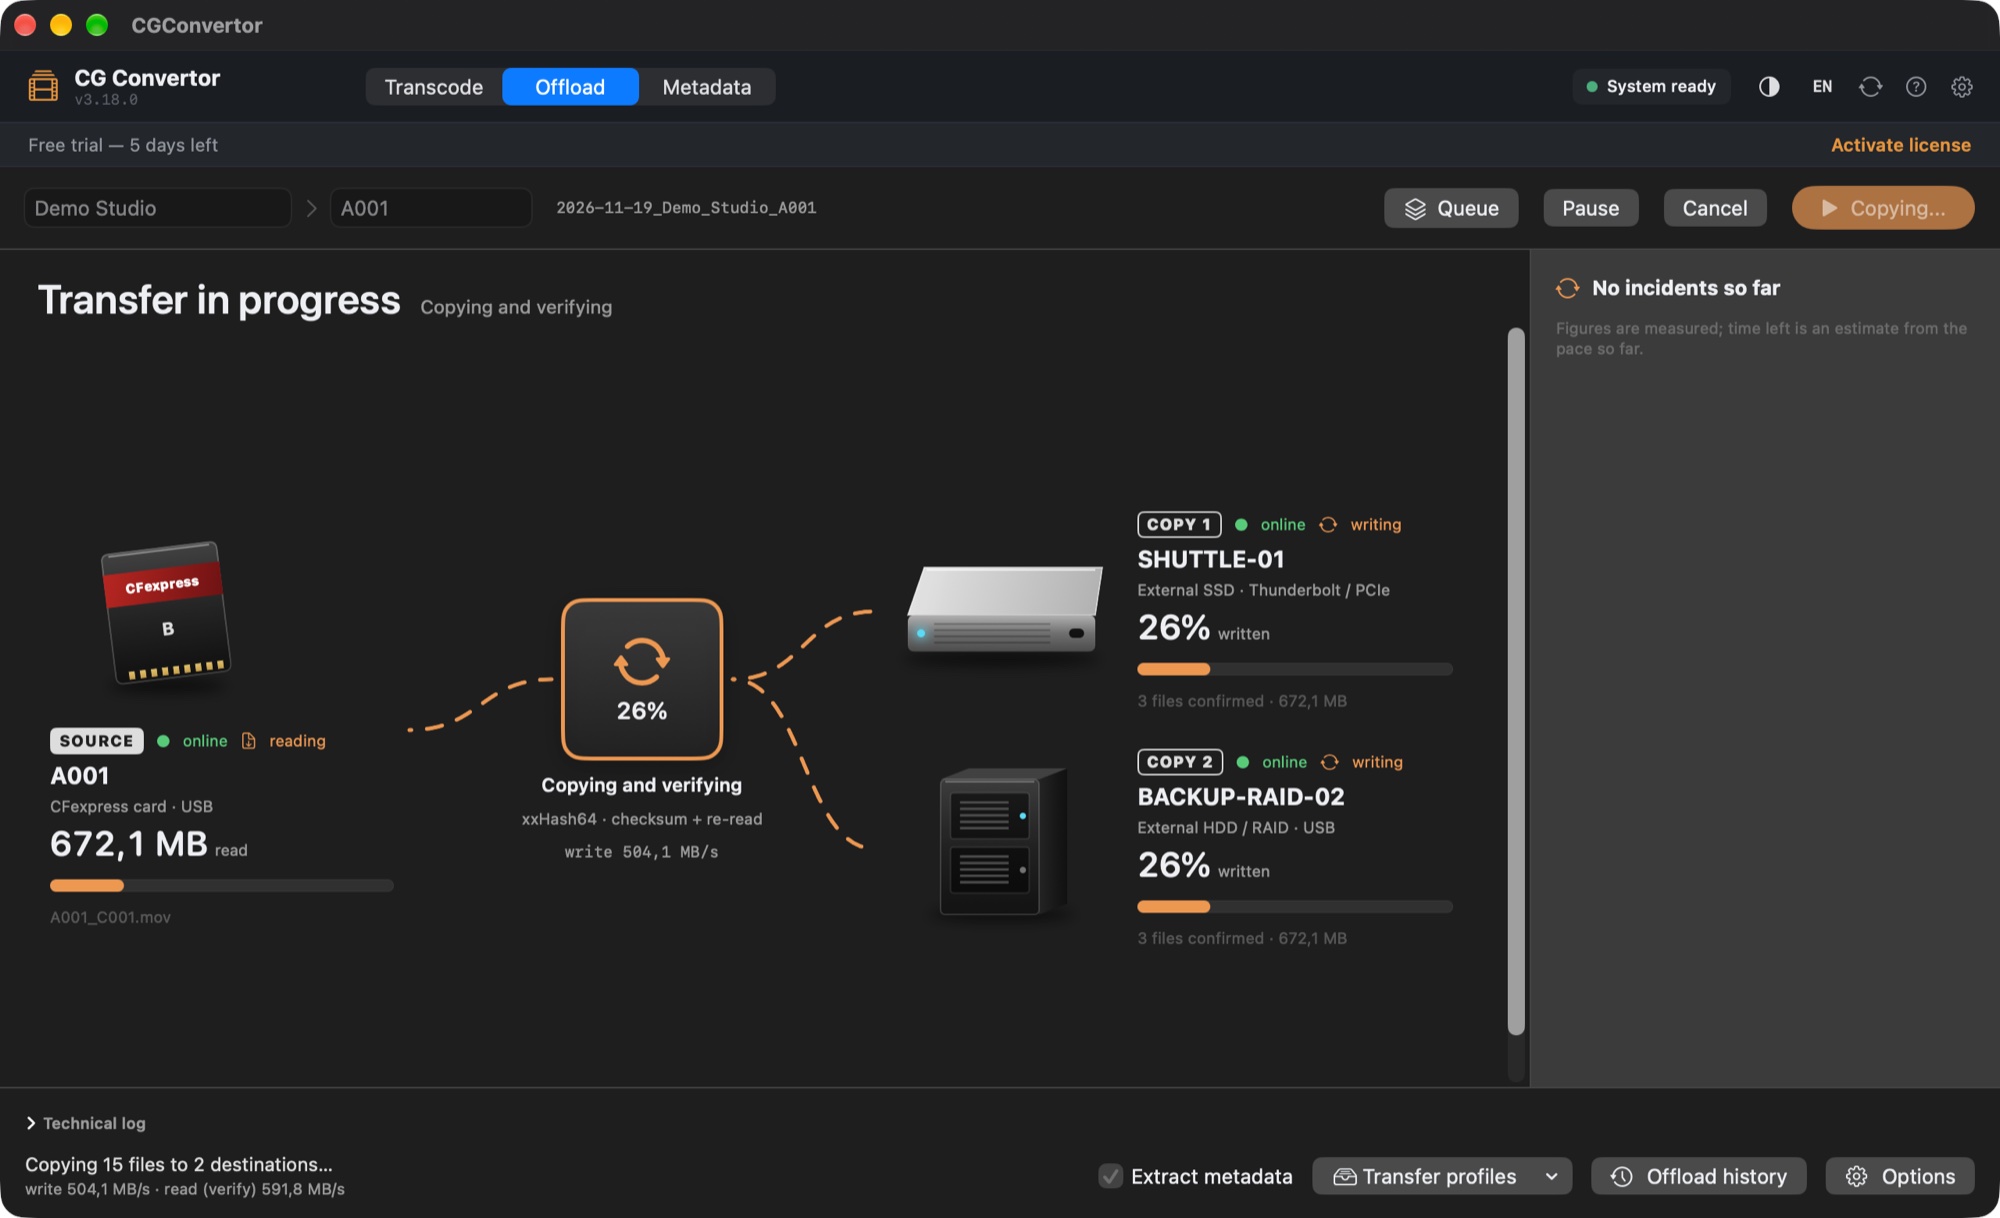 CGConvertor
CG Convertor
v3.18.0
Transcode
Offload
Metadata
System ready
EN
Free trial — 5 days left
Activate license
Demo Studio
A001
2026-11-19_Demo_Studio_A001
Queue
Pause
Cancel
Copying...
Transfer in progress
Copying and verifying
No incidents so far
Figures are measured; time left is an estimate from the
pace so far.
CFexpress
B
SOURCE
online
reading
A001
CFexpress card · USB
672,1 MB read
A001_C001.mov
26%
Copying and verifying
xxHash64 · checksum + re-read
write 504,1 MB/s
COPY 1
online
writing
SHUTTLE-01
External SSD · Thunderbolt / PCIe
26% written
3 files confirmed · 672,1 MB
COPY 2
online
writing
BACKUP-RAID-02
External HDD / RAID · USB
26% written
3 files confirmed · 672,1 MB
Technical log
Copying 15 files to 2 destinations...
write 504,1 MB/s · read (verify) 591,8 MB/s
Extract metadata
Transfer profiles
Offload history
Options